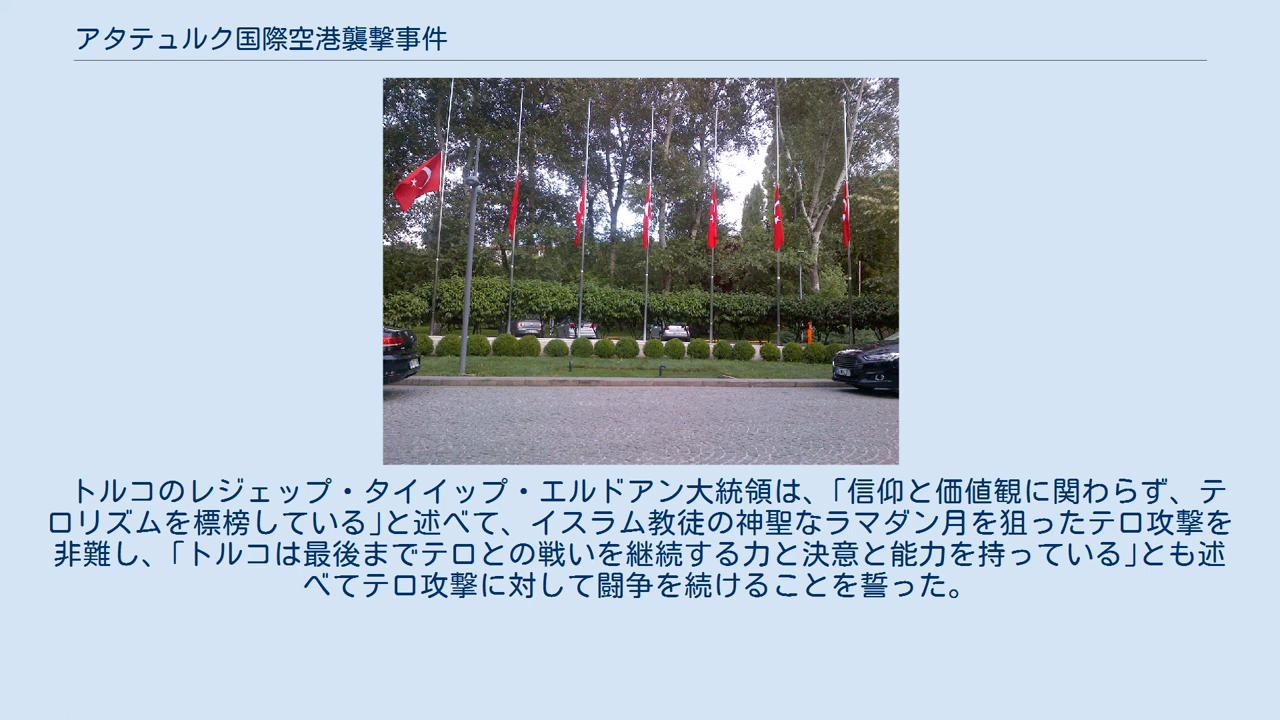 アタテュルク国際空港襲撃事件
トルコのレジェップ・タイイップ・エルドアン大統領は、｢信仰と価値観に関わらず、テ
ロリズムを標榜している｣と述べて、イスラム教徒の神聖なラマダン月を狙ったテロ攻撃を
非難し、｢トルコは最後までテロとの戦いを継続する力と決意と能力を持っている｣とも述
べてテロ攻撃に対して闘争を続けることを誓った。